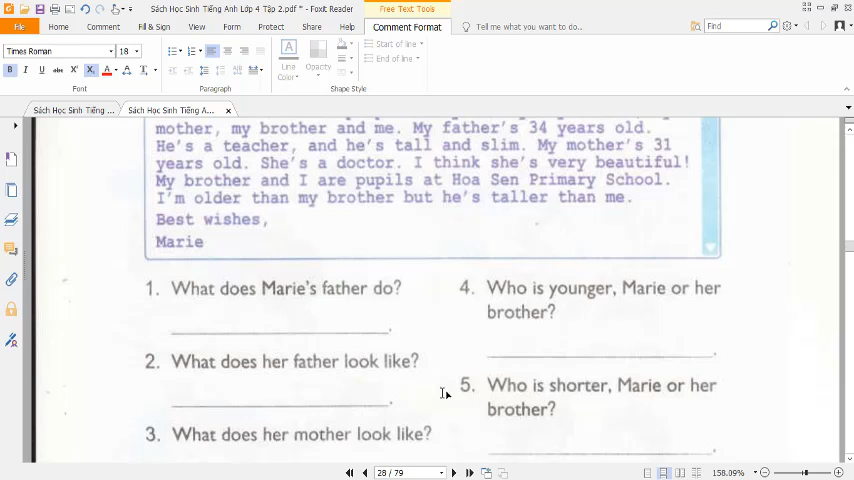 Sách Học Sinh Tiếng Anh Lớp 4 Tập 2.pdf * - Foxit Reader
Free Text Tools
File
Home
Comment
Fill & Sign
View
Form
Protect
Share
Help
Comment Format
Tell me what you want to do..
Find
Times Roman
18
Paragraph
Line
Color
Opacity
Start of line
End of line
Shape Style
Sách Học Sinh Tiếng ...
Sách Học Sinh Tiếng A...
mother, my brother and me. My father's 34 years old.
He's a teacher, and he's tall and slim. My mother's 31
years old. She's a doctor. I think she's very beautiful!
My brother and I are pupils at Hoa Sen Primary School.
I'm older than my brother but he's taller than me.
Best wishes,
Marie
1. What does Marie's father do?
2. What does her father look like?
3. What does her mother look like?
4. Who is younger, Marie or her
brother?
5. Who is shorter, Marie or her
brother?
28 / 79
158.09%